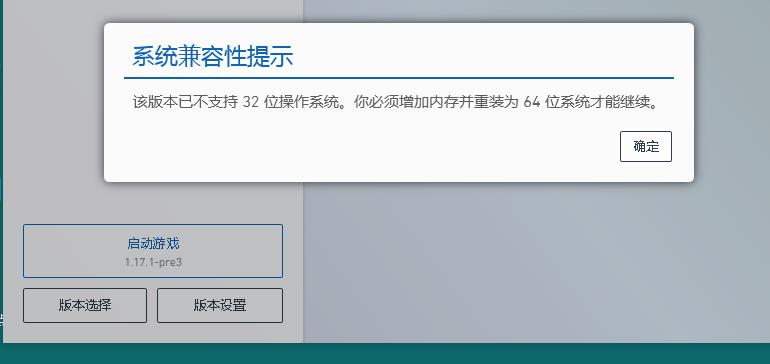 系统兼容性提示
该版本已不支持 32 位操作系统。你必须增加内存并重装为 64 位系统才能继续。
确定
启动游戏
1.17.1-pre3
版本选择
版本设置